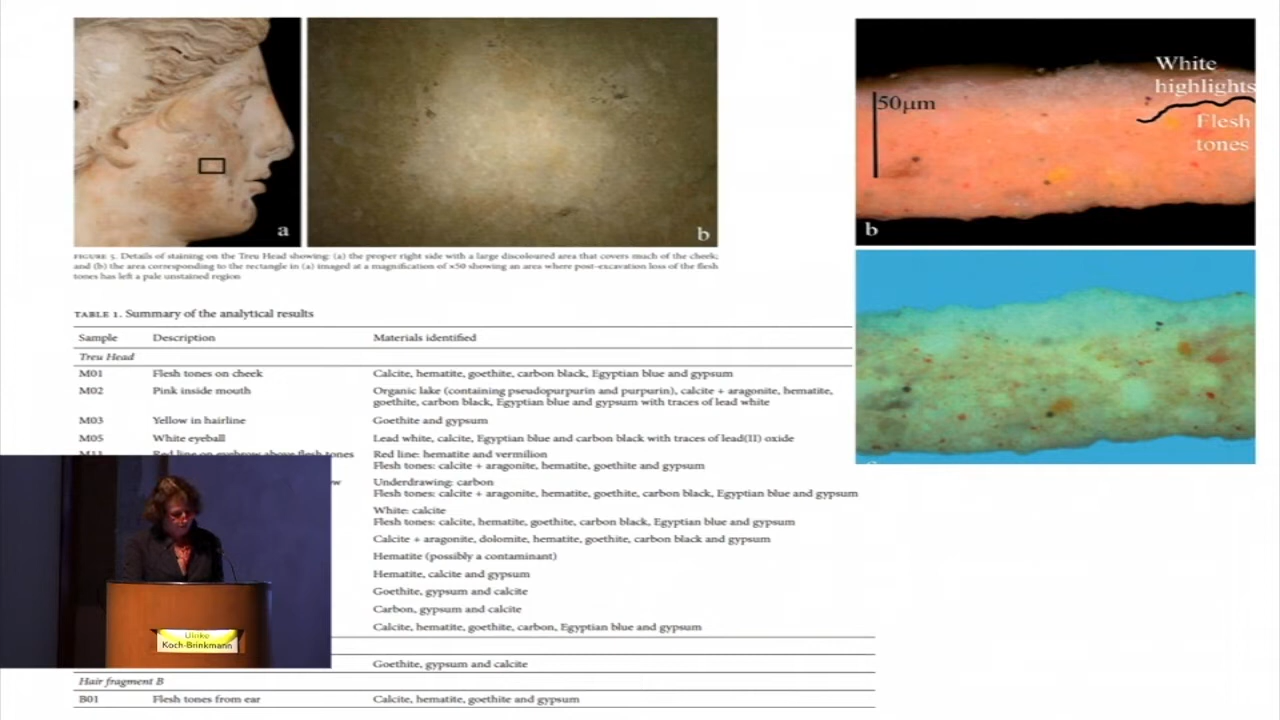 a
b
FIGURE 5. Details of staining on the Treu Head showing: (a) the proper right side with a large discoloured area that covers much of the cheek;
and (b) the area corresponding to the rectangle in (a) imaged at a magnification of ×50 showing an area where post-excavation loss of the flesh
tones has left a pale unstained region
White
highlights
50μm
Flesh
tones
b
TABLE 1. Summary of the analytical results
Sample Description Materials identified
Treu Head
M01 Flesh tones on cheek Calcite, hematite, goethite, carbon black, Egyptian blue and gypsum
M02 Pink inside mouth Organic lake (containing pseudopurpurin and purpurin), calcite + aragonite, hematite,
goethite, carbon black, Egyptian blue and gypsum with traces of lead white
M03 Yellow in hairline Goethite and gypsum
M05 White eyeball Lead white, calcite, Egyptian blue and carbon black with traces of lead(II) oxide
M11 Red line on eyebrow above flesh tones Red line: hematite and vermilion
Flesh tones: calcite + aragonite, hematite, goethite and gypsum
Underdrawing: carbon
Flesh tones: calcite + aragonite, hematite, goethite, carbon black, Egyptian blue and gypsum
White: calcite
Flesh tones: calcite, hematite, goethite, carbon black, Egyptian blue and gypsum
Calcite + aragonite, dolomite, hematite, goethite, carbon black and gypsum
Hematite (possibly a contaminant)
Hematite, calcite and gypsum
Goethite, gypsum and calcite
Carbon, gypsum and calcite
Calcite, hematite, goethite, carbon, Egyptian blue and gypsum
Goethite, gypsum and calcite
Hair fragment B
B01 Flesh tones from ear Calcite, hematite, goethite and gypsum
Ulrike
Koch-Brinkmann